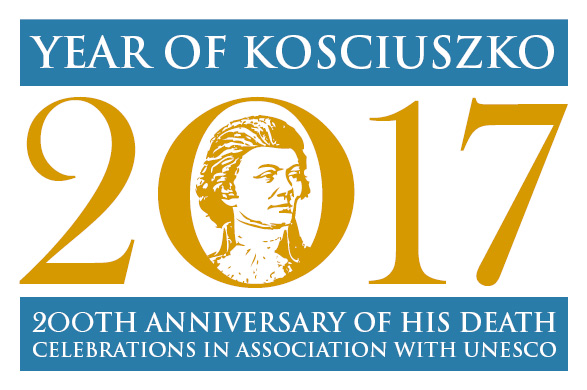 YEAR OF KOSCIUSZKO
2017
200TH ANNIVERSARY OF HIS DEATH
CELEBRATIONS IN ASSOCIATION WITH UNESCO